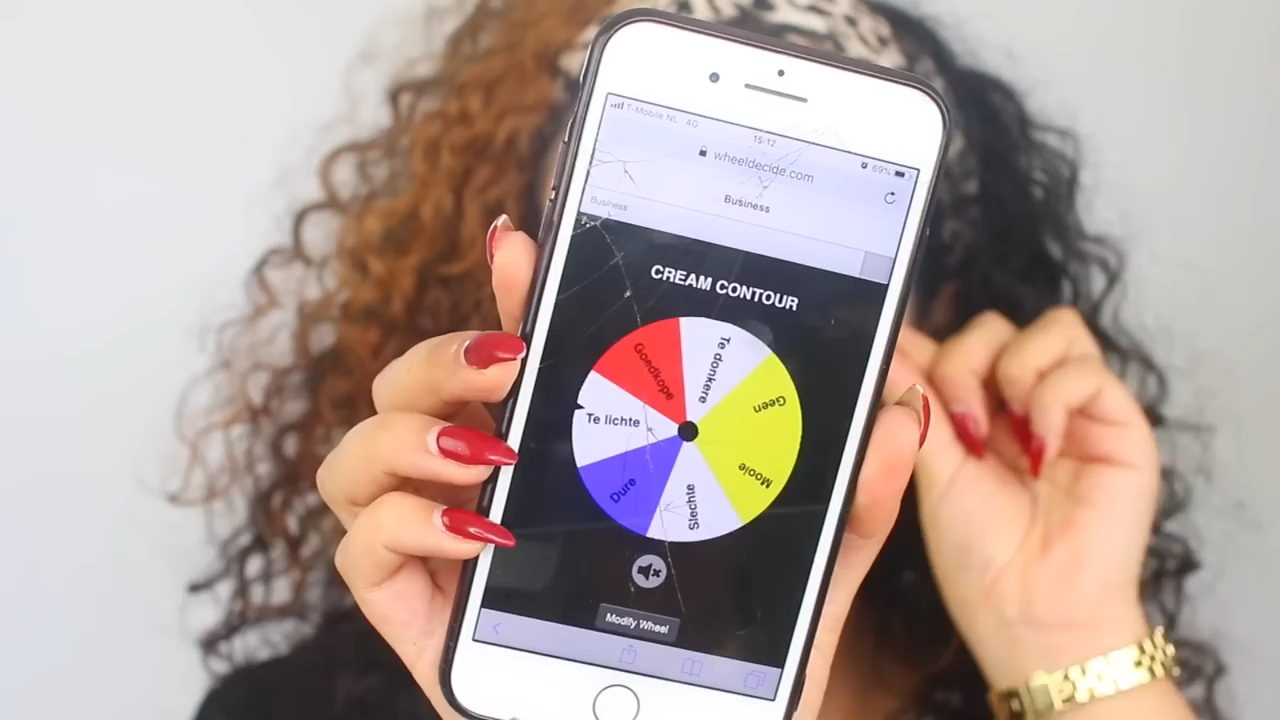 T-Mobile NL 4G
15:12
69%
wheeldecide.com
Business
Business
CREAM CONTOUR
Te donkere
Geen
Mooie
Slechte
Dure
Te lichte
Goedkope
Modify Wheel